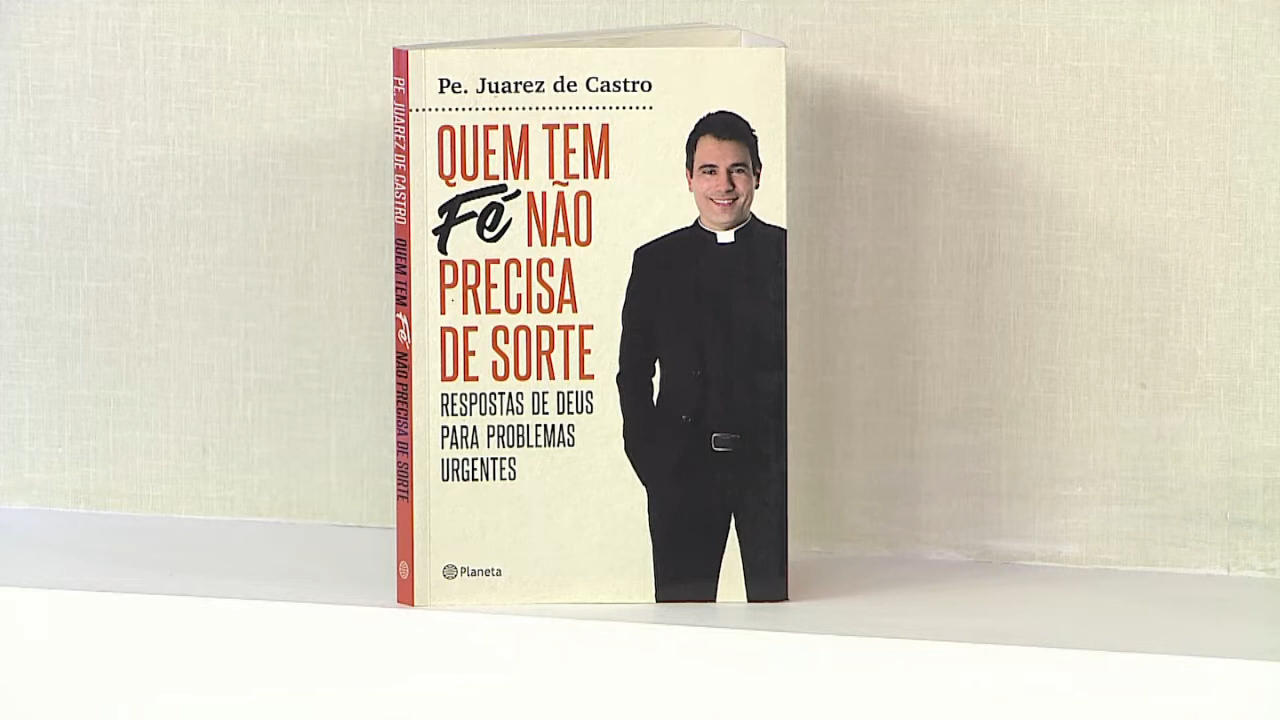 Pe. Juarez de Castro
QUEM TEM
Fé NÃO
PRECISA
DE SORTE
RESPOSTAS DE DEUS
PARA PROBLEMAS
URGENTES
Planeta
PE. JUAREZ DE CASTRO QUEM TEM Fé NÃO PRECISA DE SORTE